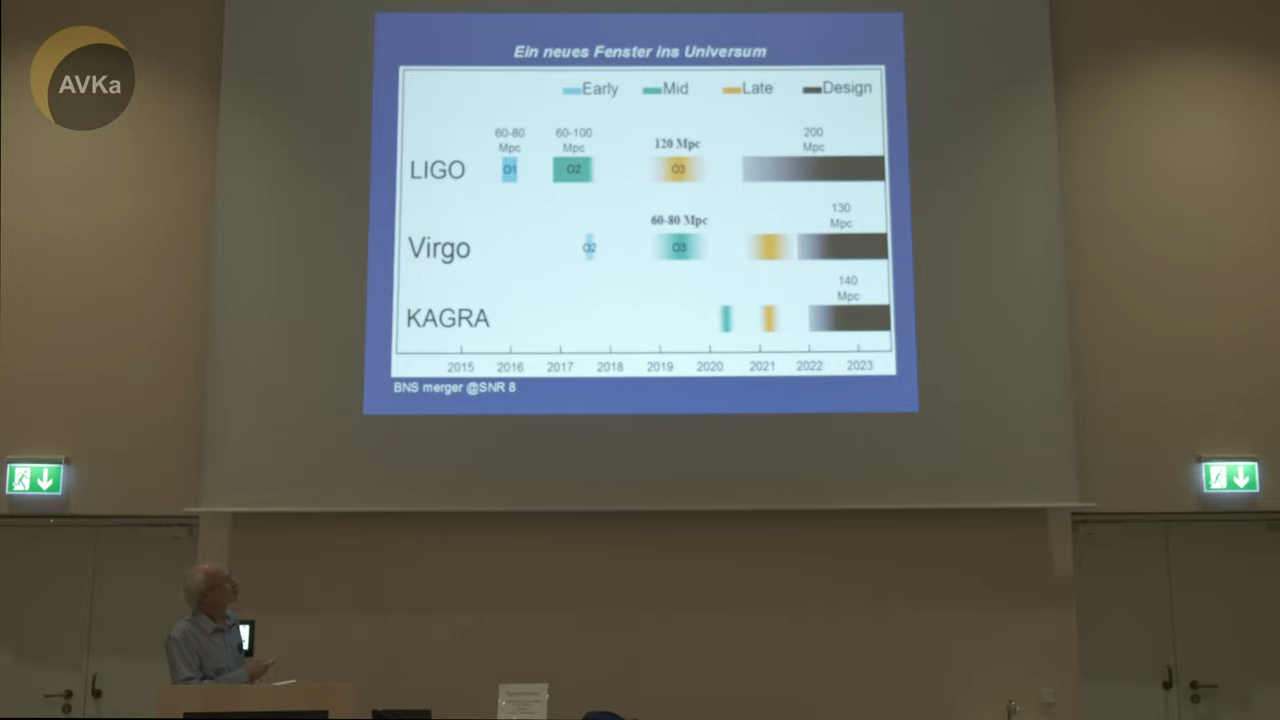 AVKa
Ein neues Fenster ins Universum
Early Mid Late Design
60-80
Mpc
60-100
Mpc
120 Mpc
200
Mpc
LIGO
O1
O2
O3
130
Mpc
60-80 Mpc
Virgo
O2
O3
140
Mpc
KAGRA
2015 2016 2017 2018 2019 2020 2021 2022 2023
BNS merger @SNR 8